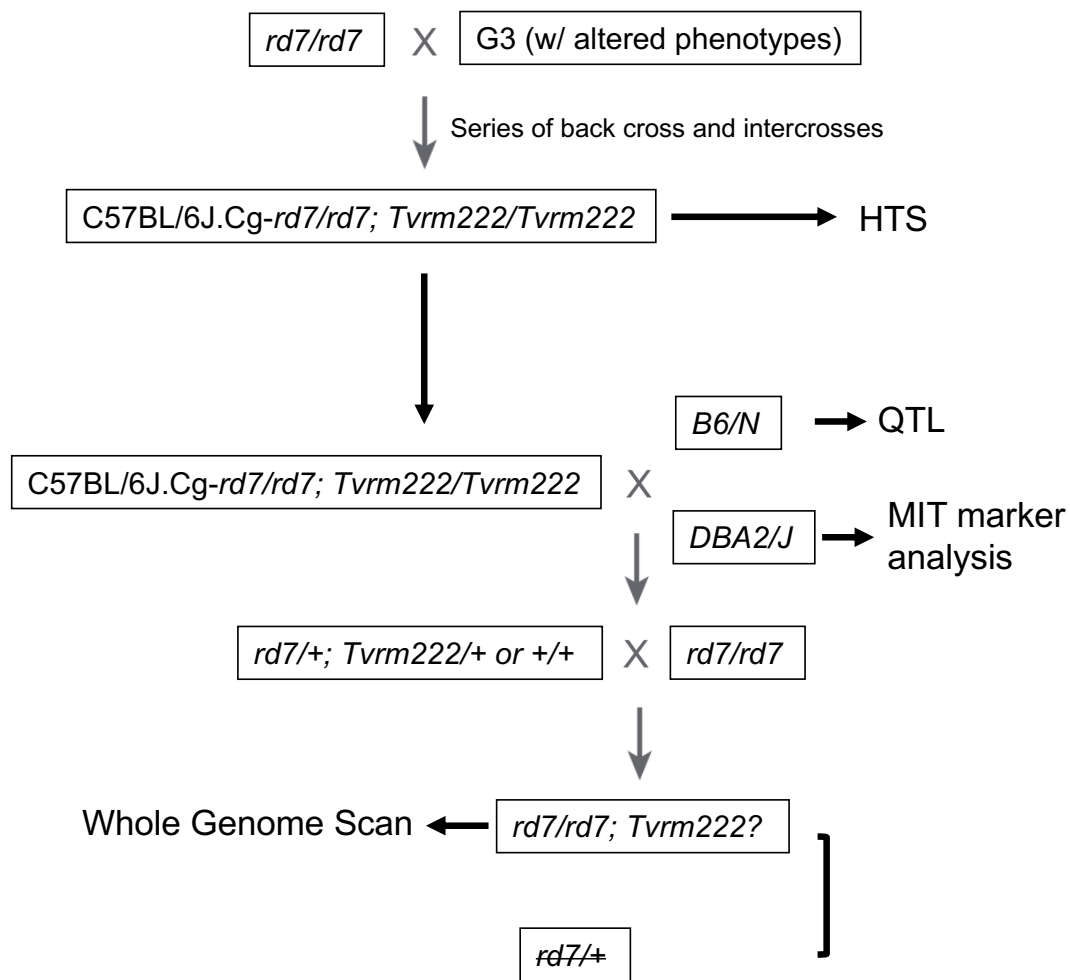 rd7/rd7 X G3 (w/ altered phenotypes)
Series of back cross and intercrosses
C57BL/6J.Cg-rd7/rd7; Tvrm222/Tvrm222 HTS
B6/N QTL
C57BL/6J.Cg-rd7/rd7; Tvrm222/Tvrm222 X
DBA2/J MIT marker
analysis
rd7/+; Tvrm222/+ or +/+ X rd7/rd7
Whole Genome Scan rd7/rd7; Tvrm222?
rd7/+